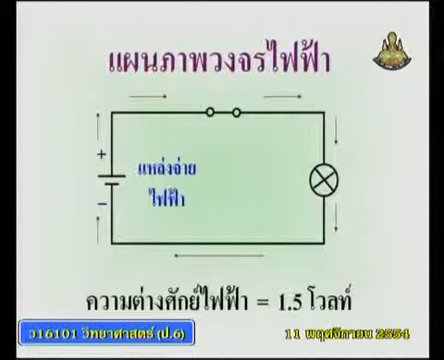 แผนภาพวงจรไฟฟ้า
+
แหล่งจ่าย
ไฟฟ้า
−
ความต่างศักย์ไฟฟ้า = 1.5 โวลท์
ว16101 วิทยาศาสตร์ (ป.6)
11 พฤศจิกายน 2554